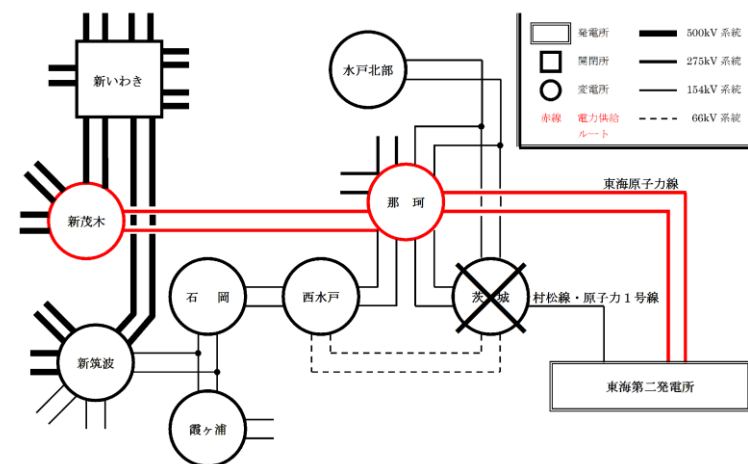 新いわき
水戸北部
発電所
500kV 系統
開閉所
275kV 系統
変電所
154kV 系統
赤線
電力供給
ルート
66kV 系統
東海原子力線
新茂木
那 珂
石 岡
西水戸
茨 城
村松線・原子力1号線
新筑波
東海第二発電所
霞ヶ浦